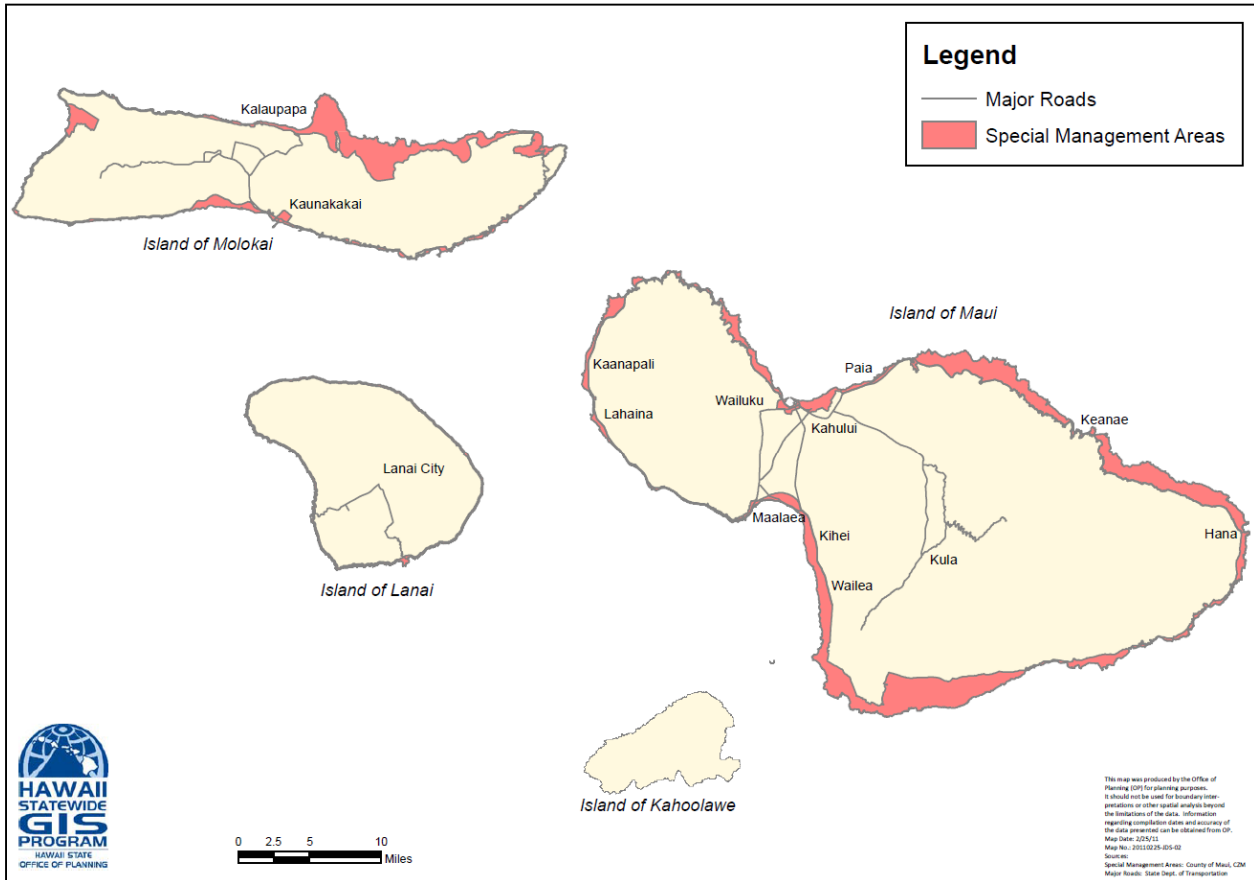 Legend
Major Roads
Special Management Areas
Kalaupapa
Kaunakakai
Island of Molokai
Island of Maui
Kaanapali
Paia
Wailuku
Lahaina
Kahului
Keanae
Lanai City
Maalaea
Kihei
Hana
Kula
Wailea
Island of Lanai
Island of Kahoolawe
HAWAII
STATEWIDE
GIS
PROGRAM
HAWAII STATE
OFFICE OF PLANNING
0 2.5 5 10
Miles
This map was produced by the Office of
Planning (OP) for planning purposes.
It should not be used for boundary inter-
pretations or other spatial analysis beyond
the limitations of the data. Information
regarding compilation dates and accuracy of
the data presented can be obtained from OP.
Map Date: 2/25/11
Map No.: 20110225-JDS-02
Sources:
Special Management Areas: County of Maui, CZM
Major Roads: State Dept. of Transportation